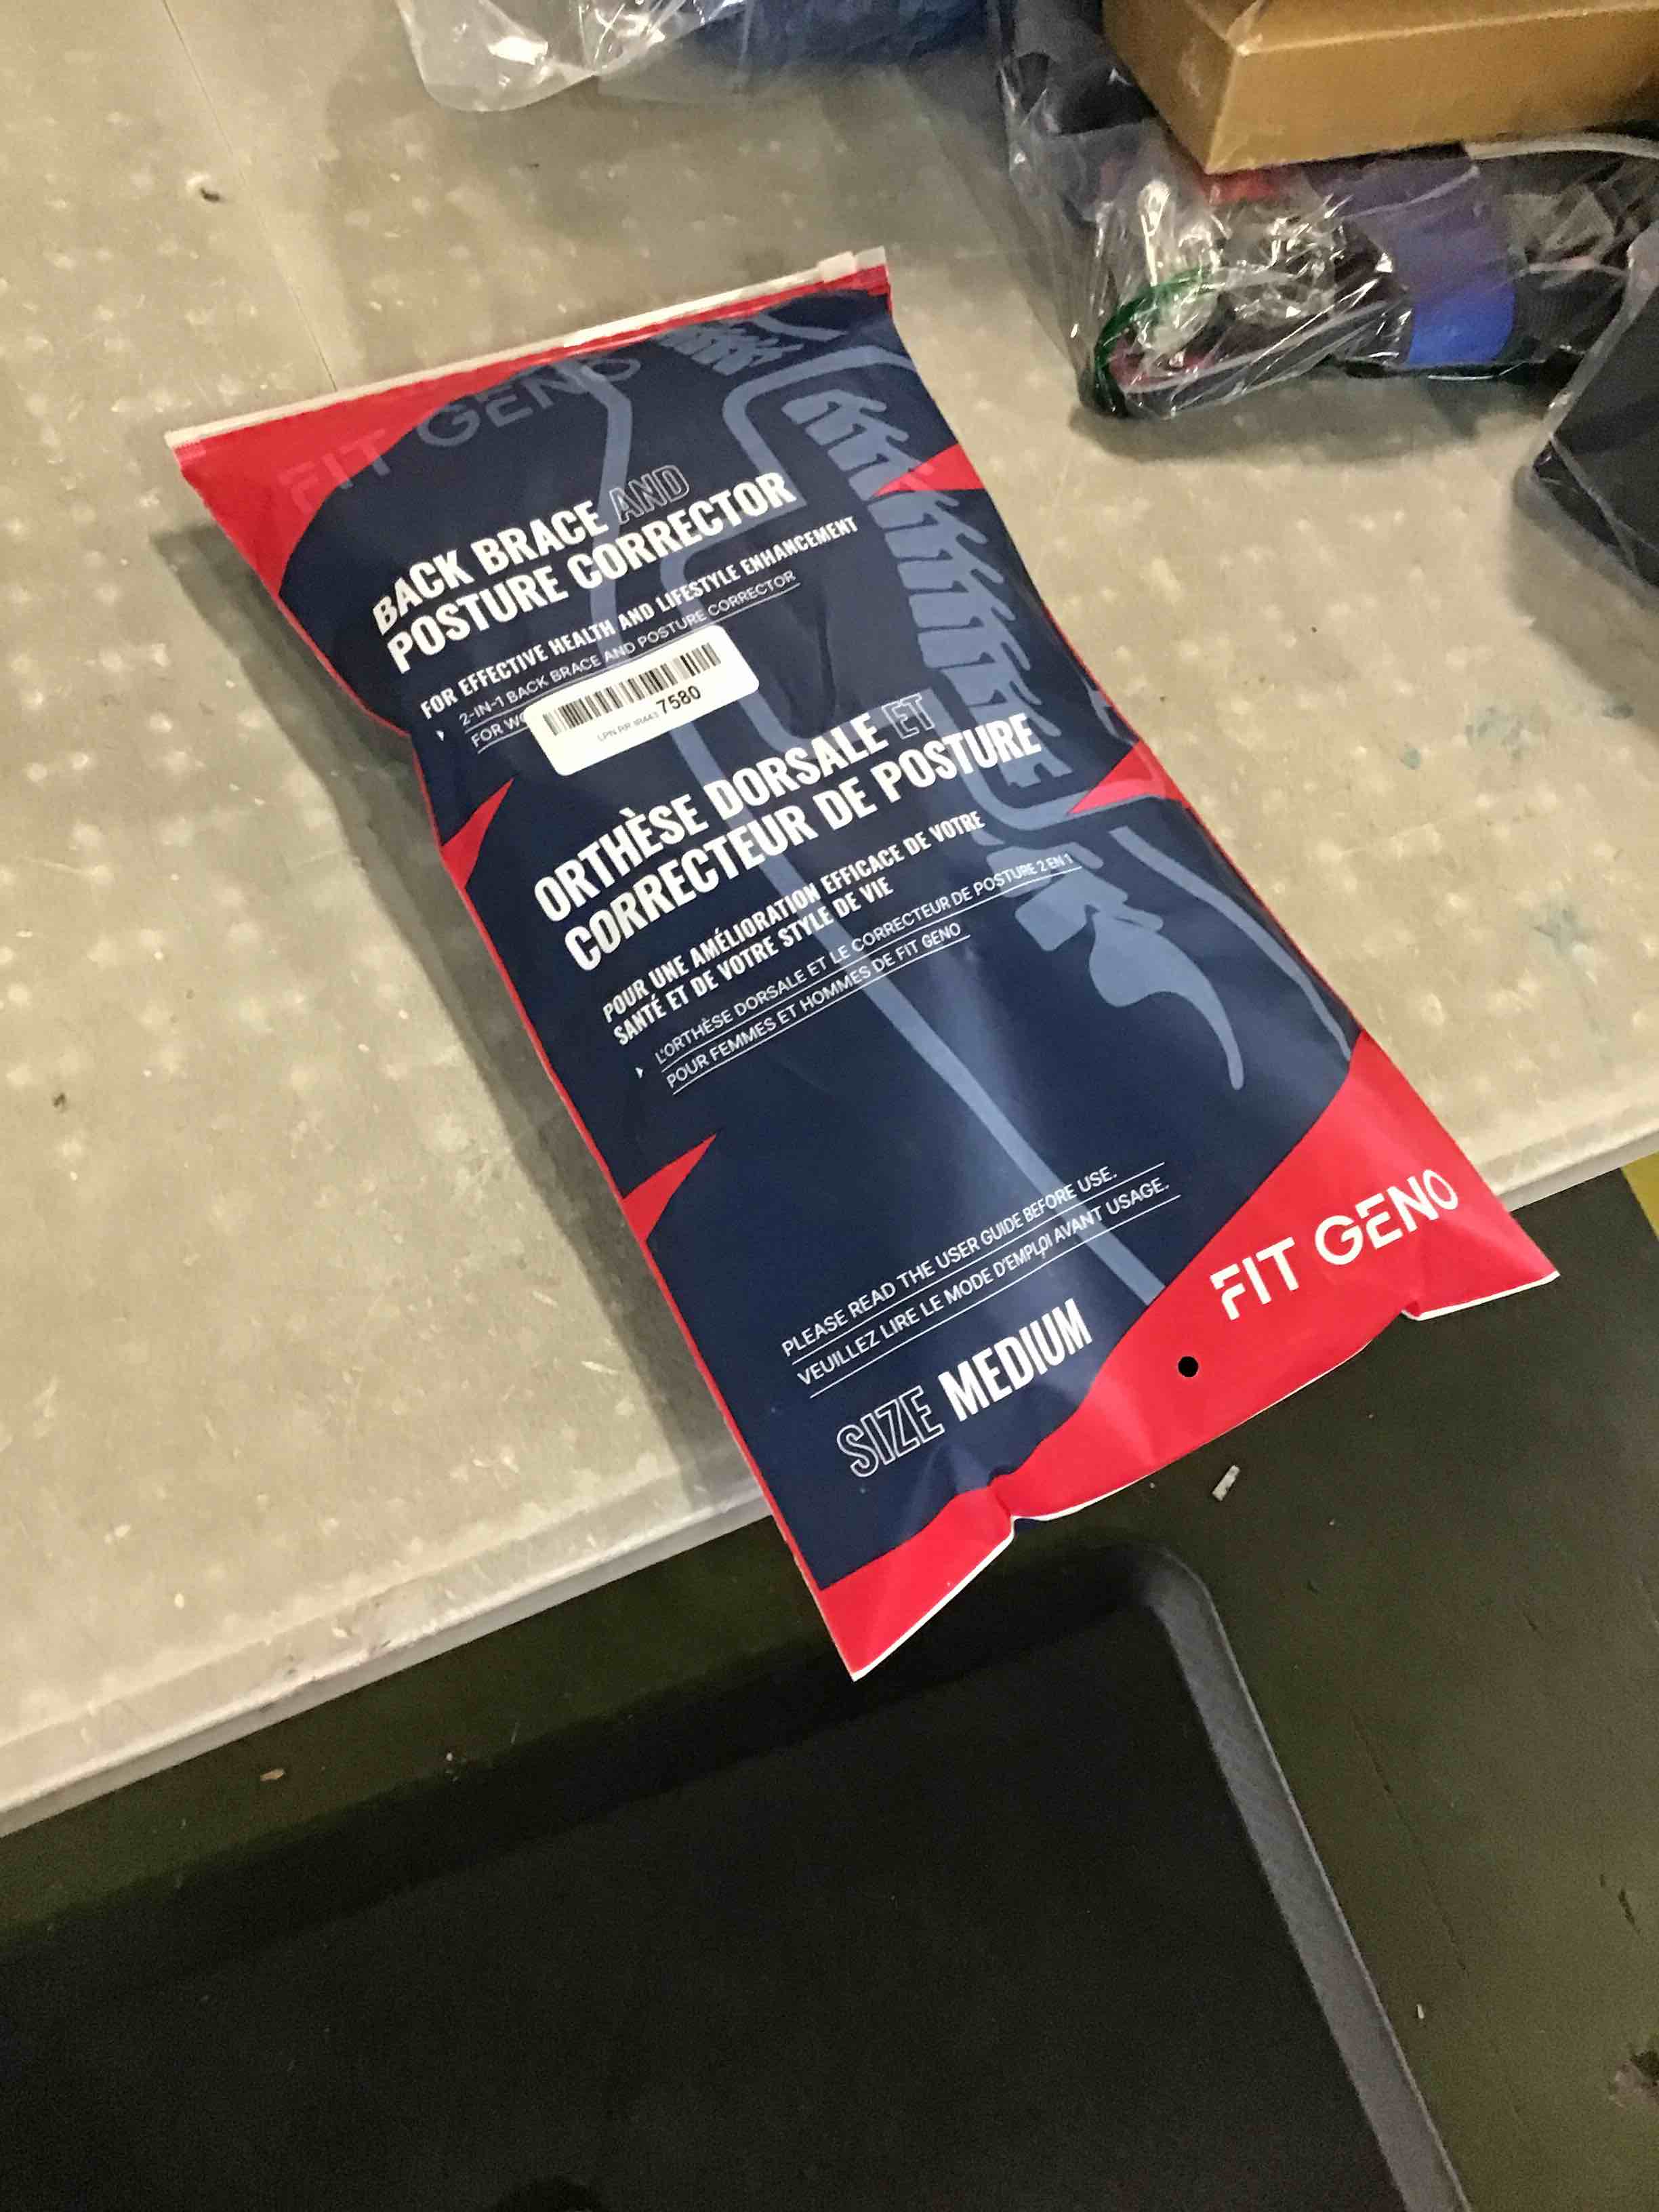 FIT GENO
BACK BRACE AND
POSTURE CORRECTOR
FOR EFFECTIVE HEALTH AND LIFESTYLE ENHANCEMENT
2-IN-1 BACK BRACE AND POSTURE CORRECTOR
FOR
7580
ORTHÈSE DORSALE ET
CORRECTEUR DE POSTURE
POUR UNE AMÉLIORATION EFFICACE DE VOTRE
SANTÉ ET DE VOTRE STYLE DE VIE
L'ORTHÈSE DORSALE ET LE CORRECTEUR DE POSTURE 2 EN 1
POUR FEMMES ET HOMMES DE FIT GENO
PLEASE READ THE USER GUIDE BEFORE USE.
VEUILLEZ LIRE LE MODE D'EMPLOI AVANT USAGE.
SIZE MEDIUM
FIT GENO